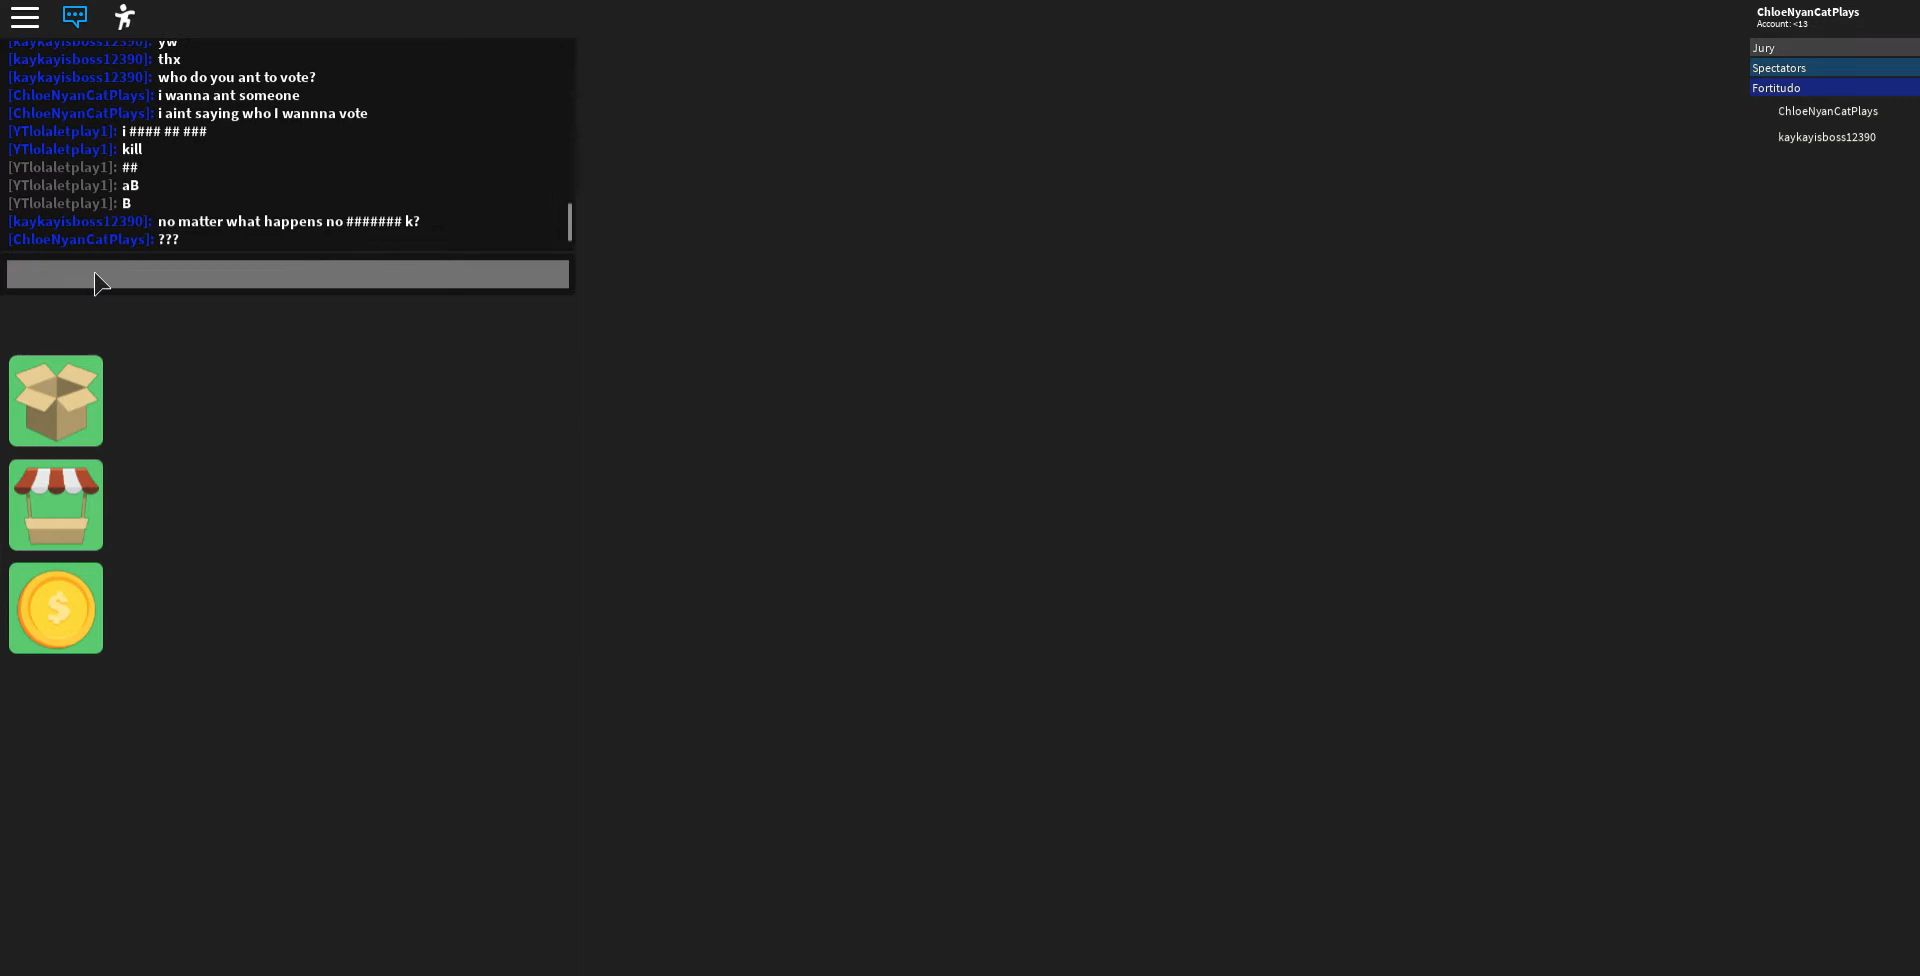 [kaykayisboss12390]: yw
[kaykayisboss12390]: thx
[kaykayisboss12390]: who do you ant to vote?
[ChloeNyanCatPlays]: i wanna ant someone
[ChloeNyanCatPlays]: i aint saying who I wannna vote
[YTlolaletplay1]: i #### ## ###
[YTlolaletplay1]: kill
[YTlolaletplay1]: ##
[YTlolaletplay1]: aB
[YTlolaletplay1]: B
[kaykayisboss12390]: no matter what happens no ####### k?
[ChloeNyanCatPlays]: ???
$
ChloeNyanCatPlays
Account: <13
Jury
Spectators
Fortitudo
ChloeNyanCatPlays
kaykayisboss12390